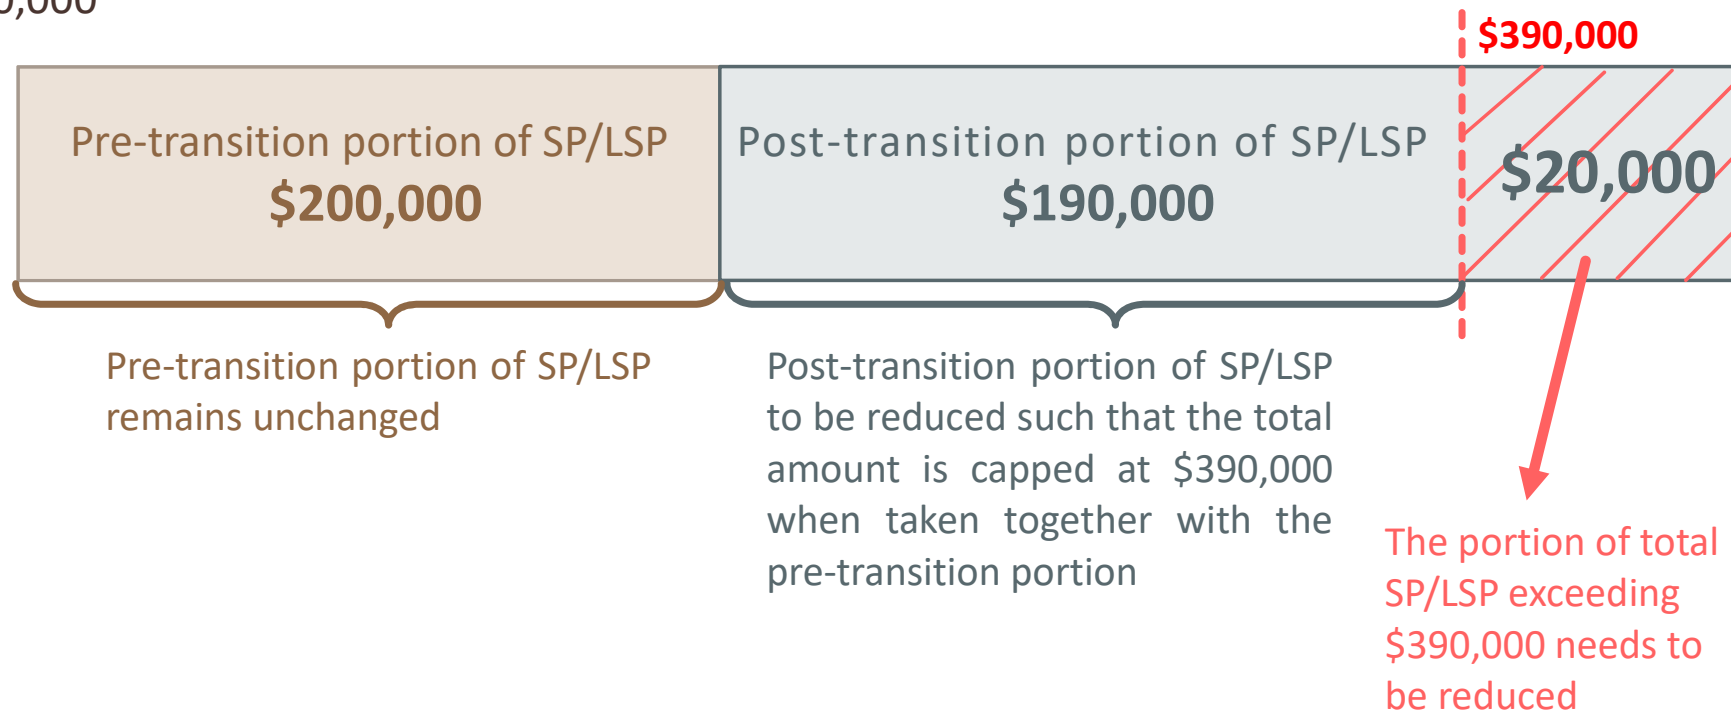 0,000
$390,000
Pre-transition portion of SP/LSP
$200,000
Post-transition portion of SP/LSP
$190,000
$20,000
Pre-transition portion of SP/LSP
remains unchanged
Post-transition portion of SP/LSP
to be reduced such that the total
amount is capped at $390,000
when taken together with the
pre-transition portion
The portion of total
SP/LSP exceeding
$390,000 needs to
be reduced